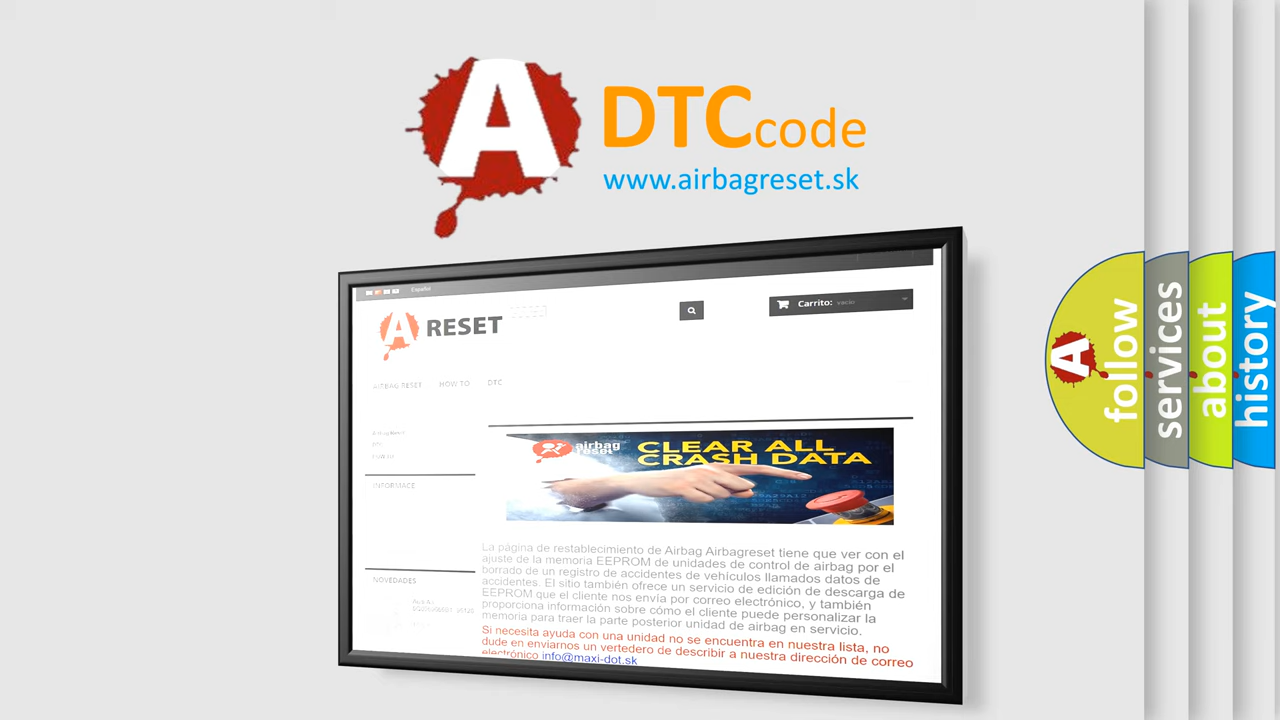 A
DTCcode
www.airbagreset.sk
Español
A RESET
Carrito: vacío
AIRBAG RESET HOW TO DTC
INFORMACE
airbag
reset
CLEAR ALL
CRASH DATA
La página de restablecimiento de Airbag Airbagreset tiene que ver con el
ajuste de la memoria EEPROM de unidades de control de airbag por el
borrado de un registro de accidentes de vehículos llamados datos de
accidentes. El sitio también ofrece un servicio de edición de descarga de
EEPROM que el cliente nos envía por correo electrónico, y también
proporciona información sobre cómo el cliente puede personalizar la
memoria para traer la parte posterior unidad de airbag en servicio.
Si necesita ayuda con una unidad no se encuentra en nuestra lista, no
dude en enviarnos un vertedero de describir a nuestra dirección de correo
electrónico info@maxi-dot.sk
NOVEDADES
A
follow
services
about
history